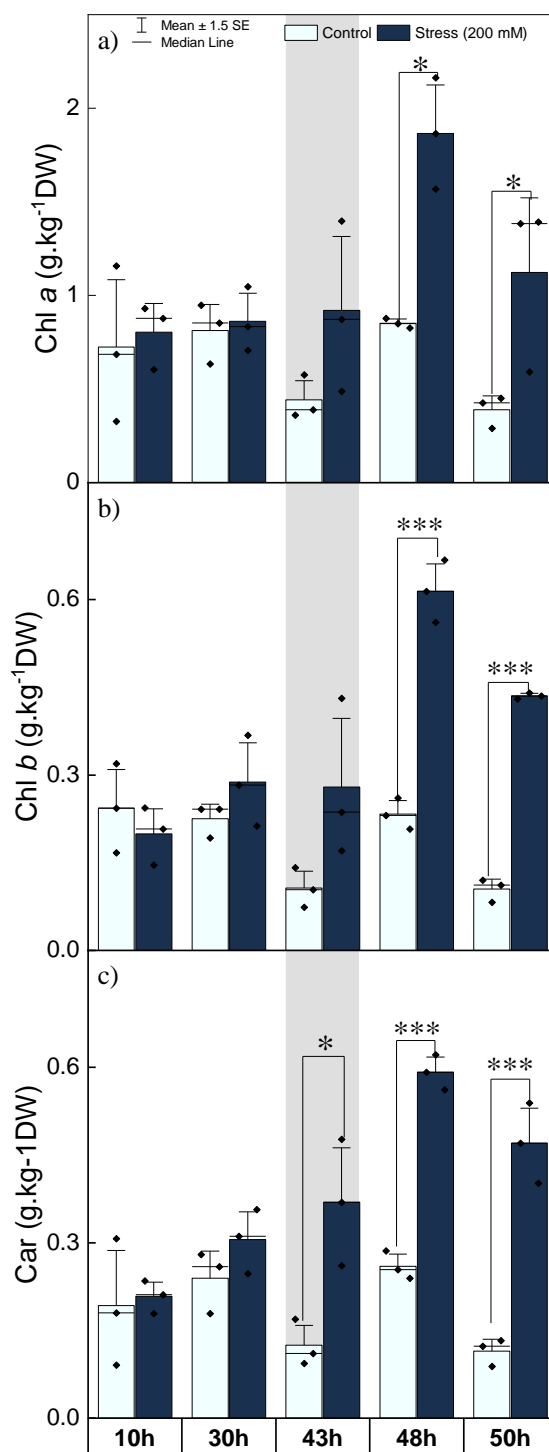 a)
Mean ± 1.5 SE
Median Line
Control
Stress (200 mM)
*
2
*
Chl a (g.kg⁻¹DW)
1
0
b)
***
0.6
***
Chl b (g.kg⁻¹DW)
0.3
0.0
c)
***
*
***
0.6
Car (g.kg-1DW)
0.3
0.0
10h 30h 43h 48h 50h